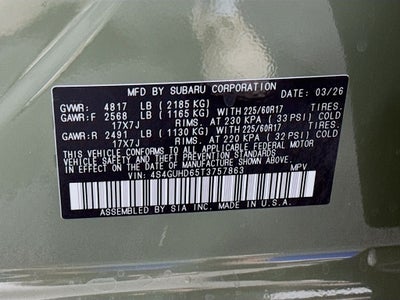 MFD BY SUBARU CORPORATION DATE: 03/26
GVWR: 4817 LB ( 2185 KG)
GAWR:F 2568 LB ( 1165 KG) WITH 225/60R17 TIRES.
17X7J RIMS. AT 230 KPA ( 33 PSI) COLD
GAWR:R 2491 LB ( 1130 KG) WITH 225/60R17 TIRES.
17X7J RIMS. AT 220 KPA ( 32 PSI) COLD
THIS VEHICLE CONFORMS TO ALL APPLICABLE FEDERAL MOTOR
VEHICLE SAFETY AND BUMPER STANDARDS IN
EFFECT ON THE DATE OF MANUFACTURE SHOWN ABOVE.
VIN: 4S4GUHD65T3757863 MPV
ASSEMBLED BY SIA INC. IN U.S.A.